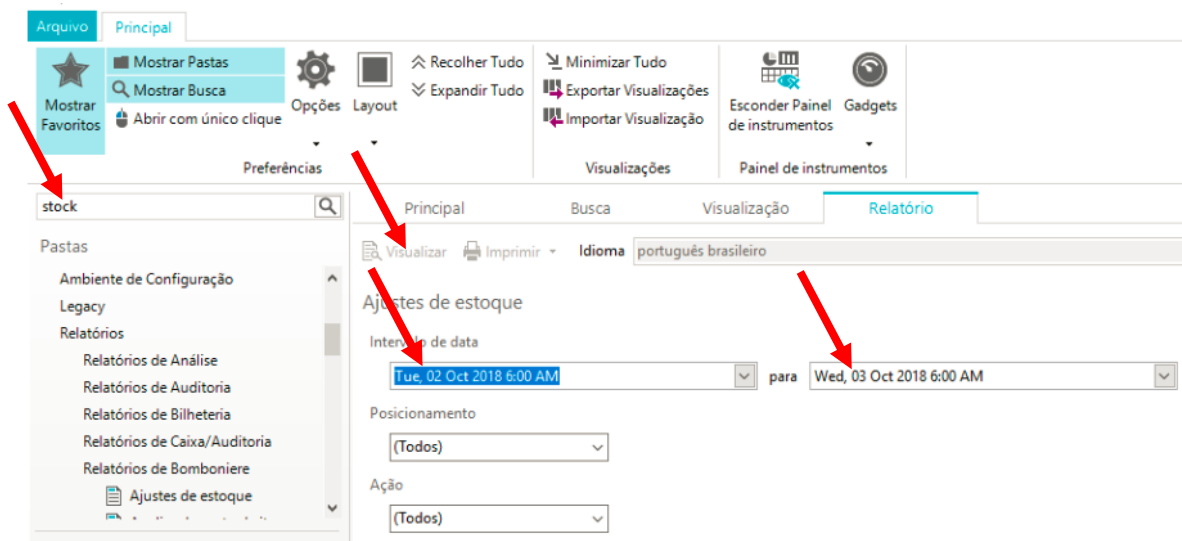 Arquivo Principal
Mostrar Favoritos
Mostrar Pastas
Mostrar Busca
Abrir com único clique
Opções
Layout
Recolher Tudo
Expandir Tudo
Preferências
Minimizar Tudo
Exportar Visualizações
Importar Visualização
Visualizações
Esconder Painel
de instrumentos
Gadgets
Painel de instrumentos
stock
Pastas
Ambiente de Configuração
Legacy
Relatórios
Relatórios de Análise
Relatórios de Auditoria
Relatórios de Bilheteria
Relatórios de Caixa/Auditoria
Relatórios de Bomboniere
Ajustes de estoque
Principal Busca Visualização Relatório
Visualizar Imprimir Idioma português brasileiro
Ajustes de estoque
Intervalo de data
Tue, 02 Oct 2018 6:00 AM para Wed, 03 Oct 2018 6:00 AM
Posicionamento
(Todos)
Ação
(Todos)